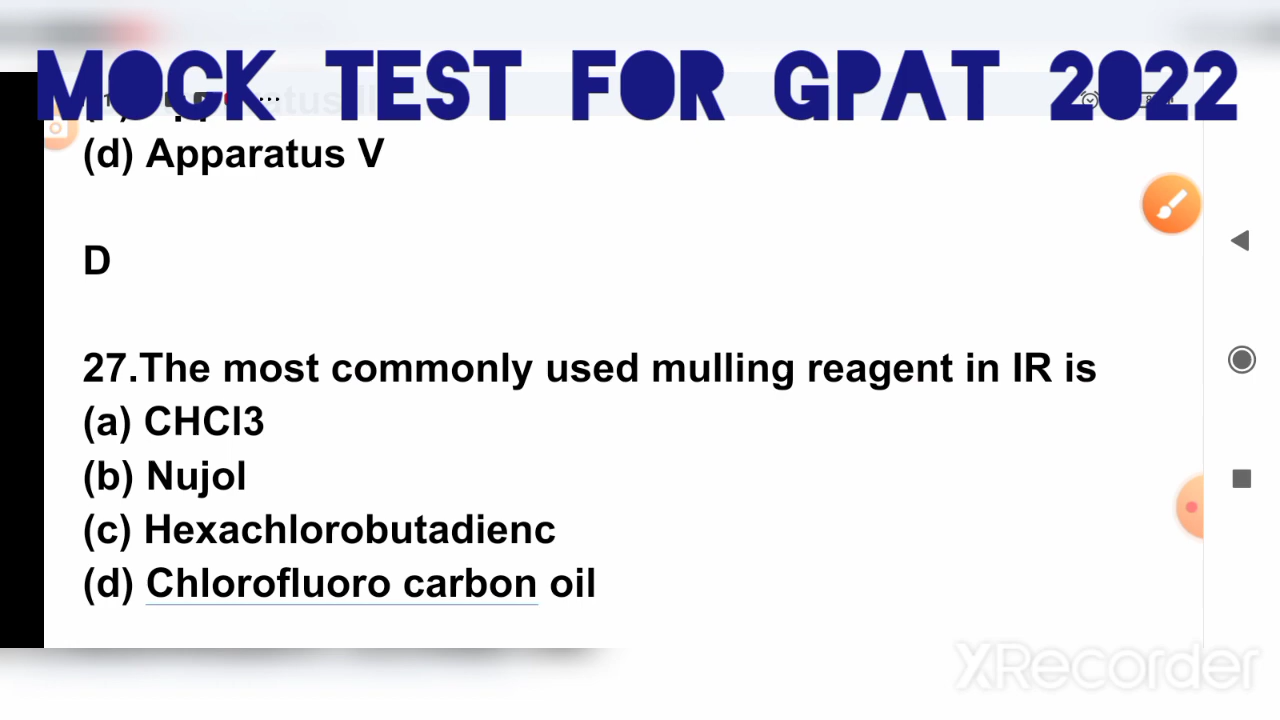 MOCK TEST FOR GPAT 2022
(d) Apparatus V
D
27.The most commonly used mulling reagent in IR is
(a) CHCl3
(b) Nujol
(c) Hexachlorobutadienc
(d) Chlorofluoro carbon oil
XRecorder